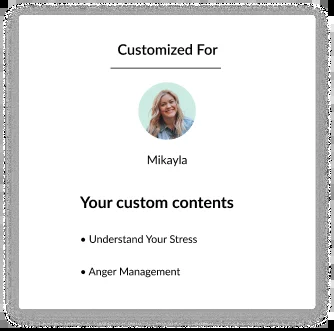 Customized For
Mikayla
Your custom contents
• Understand Your Stress
• Anger Management